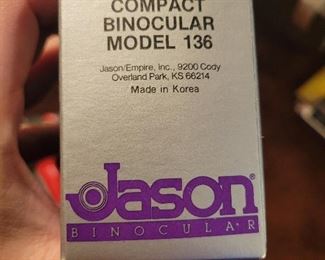 COMPACT
BINOCULAR
MODEL 136
Jason/Empire, Inc., 9200 Cody
Overland Park, KS 66214
Made in Korea
Jason®
BINOCULAR